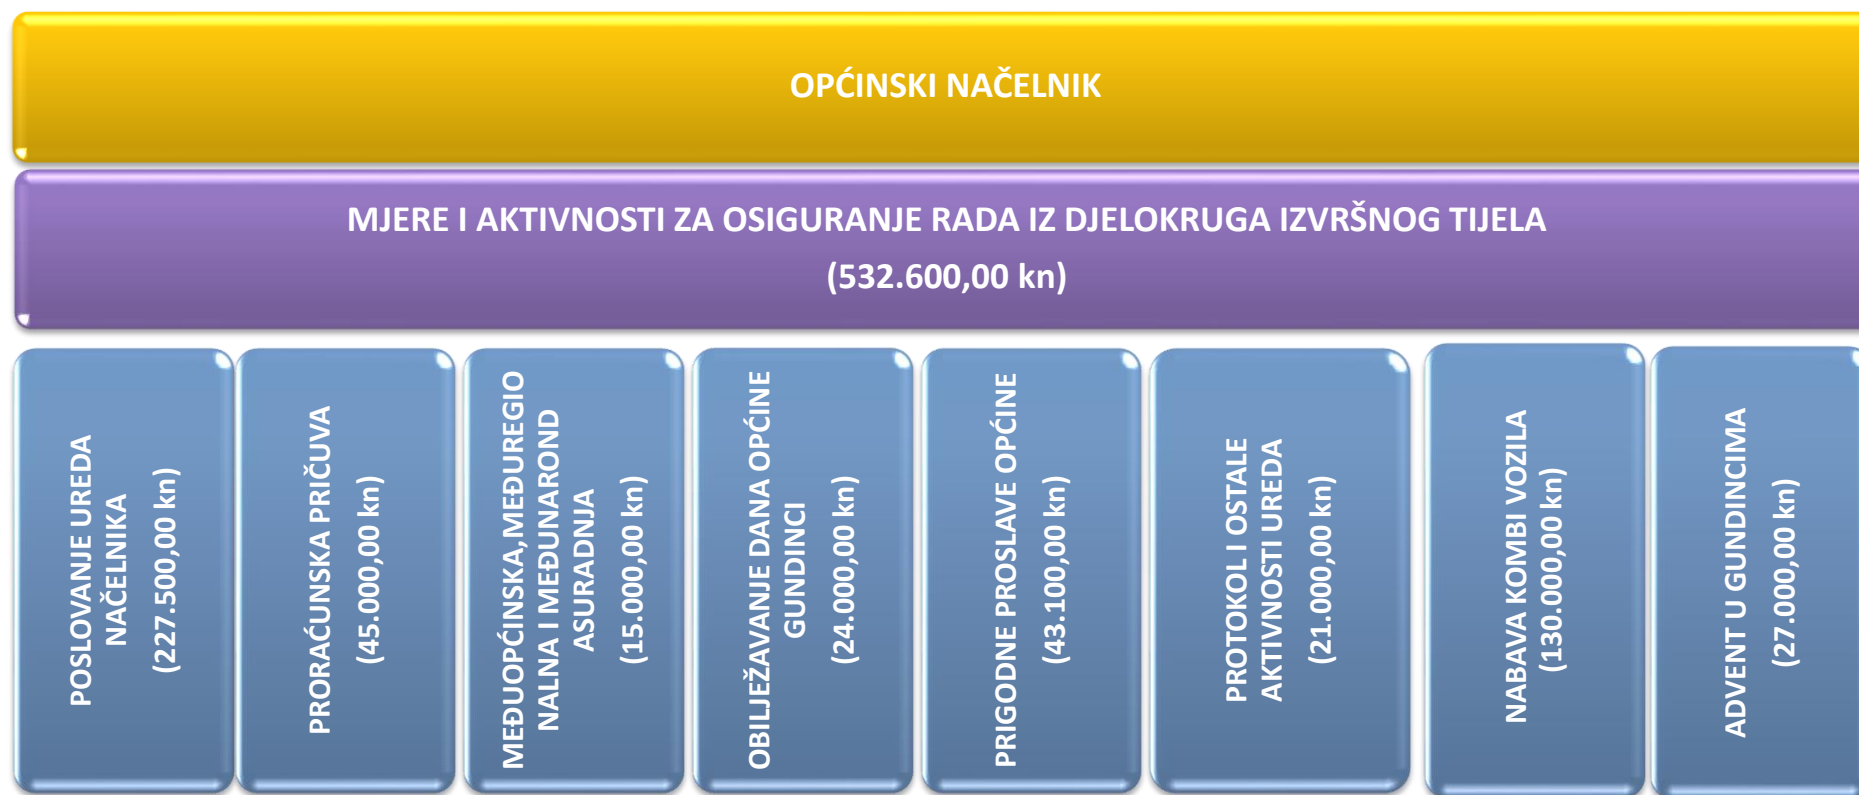 OPĆINSKI NAČELNIK
MJERE I AKTIVNOSTI ZA OSIGURANJE RADA IZ DJELOKRUGA IZVRŠNOG TIJELA
(532.600,00 kn)
POSLOVANJE UREDA
NAČELNIKA
(227.500,00 kn)
PRORAĆUNSKA PRIČUVA
(45.000,00 kn)
MEĐUOPĆINSKA,MEĐUREGIO
NALNA I MEĐUNAROND
ASURADNJA
(15.000,00 kn)
OBILJEŽAVANJE DANA OPĆINE
GUNDINCI
(24.000,00 kn)
PRIGODNE PROSLAVE OPĆINE
(43.100,00 kn)
PROTOKOL I OSTALE
AKTIVNOSTI UREDA
(21.000,00 kn)
NABAVA KOMBI VOZILA
(130.000,00 kn)
ADVENT U GUNDINCIMA
(27.000,00 kn)